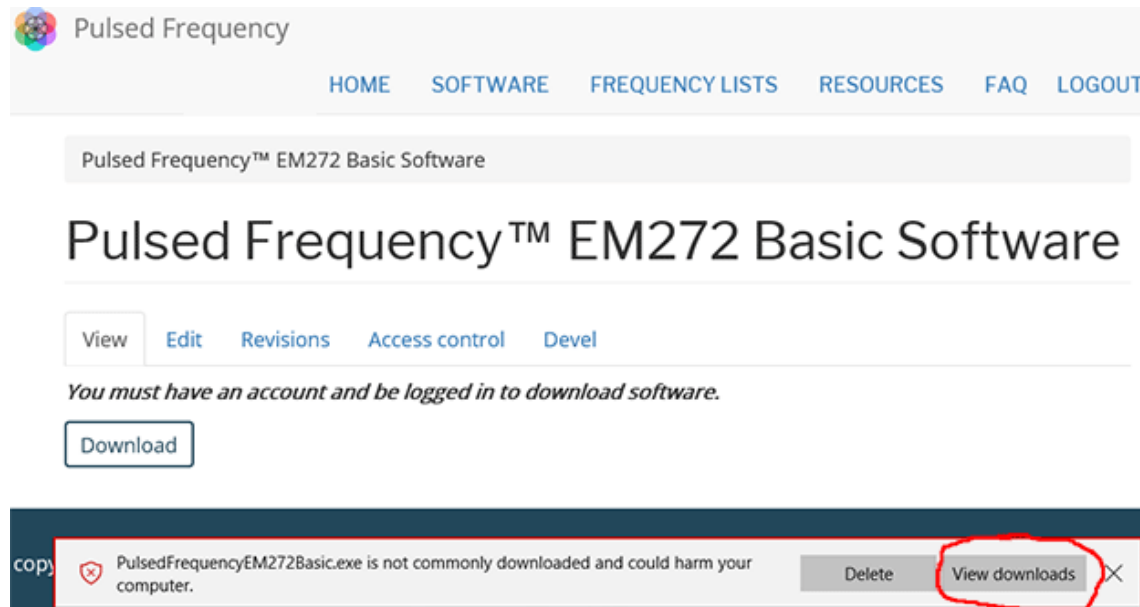 Pulsed Frequency
HOME SOFTWARE FREQUENCY LISTS RESOURCES FAQ LOGOUT
Pulsed Frequency™ EM272 Basic Software
Pulsed Frequency™ EM272 Basic Software
View Edit Revisions Access control Devel
You must have an account and be logged in to download software.
Download
copy
PulsedFrequencyEM272Basic.exe is not commonly downloaded and could harm your
computer.
Delete View downloads